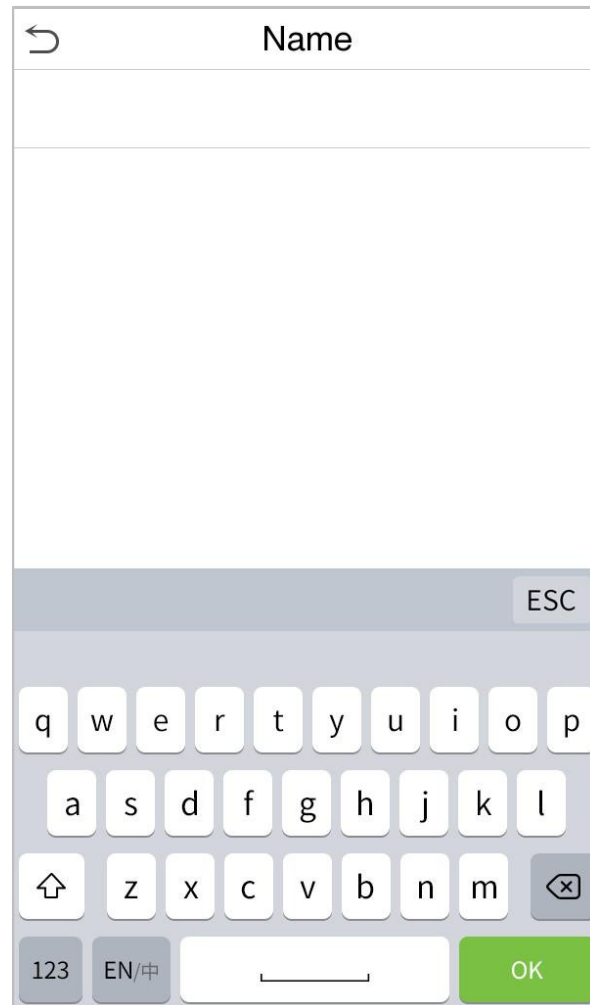 Name
ESC
q w e r t y u i o p
a s d f g h j k l
z x c v b n m
123 EN/中 OK